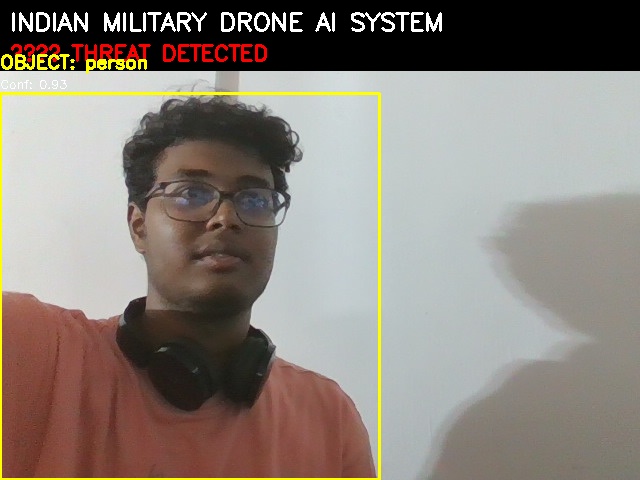 INDIAN MILITARY DRONE AI SYSTEM
???? THREAT DETECTED
OBJECT: person
Conf: 0.93